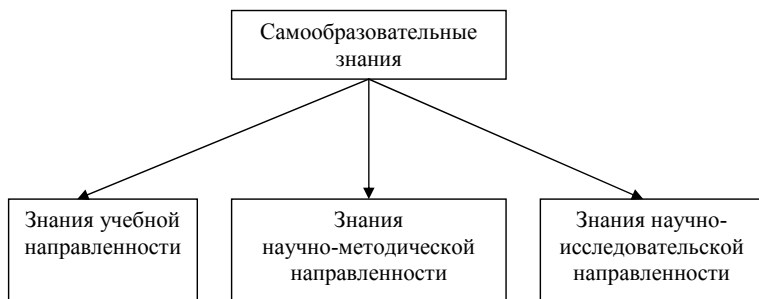 Самообразовательные
знания
Знания учебной
направленности
Знания
научно-методической
направленности
Знания научно-
исследовательской
направленности